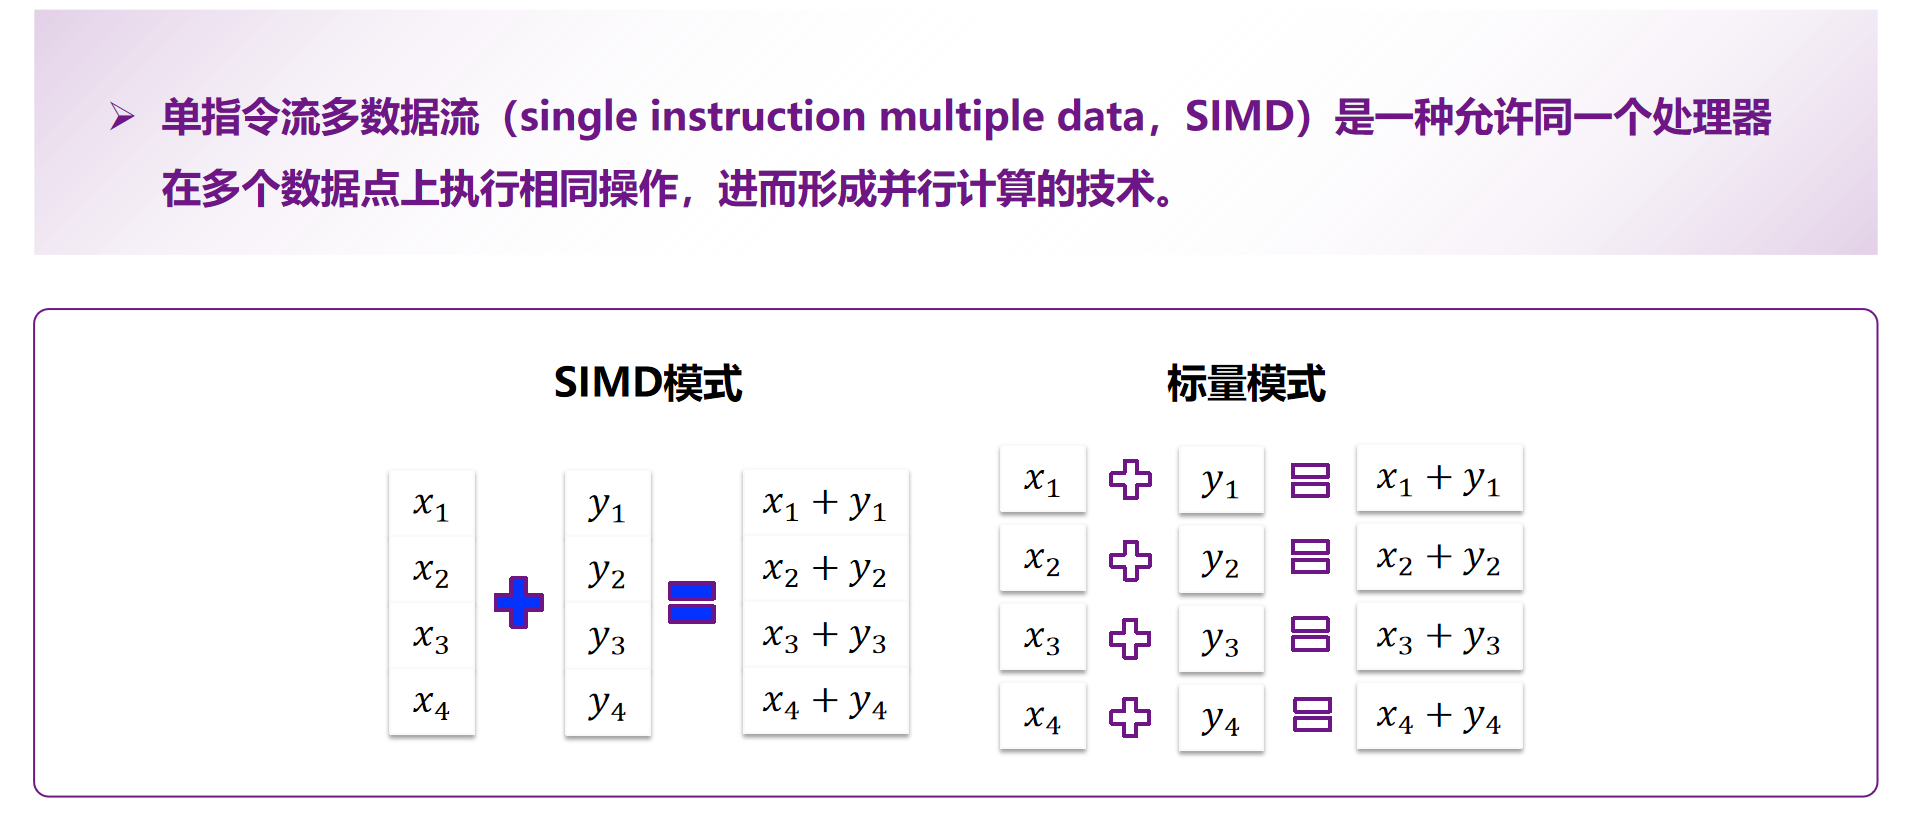 ➢ 单指令流多数据流（single instruction multiple data，SIMD）是一种允许同一个处理器
在多个数据点上执行相同操作，进而形成并行计算的技术。
SIMD模式
x₁ + y₁ = x₁ + y₁
x₂ y₂ x₂ + y₂
x₃ y₃ x₃ + y₃
x₄ y₄ x₄ + y₄
标量模式
x₁ + y₁ = x₁ + y₁
x₂ + y₂ = x₂ + y₂
x₃ + y₃ = x₃ + y₃
x₄ + y₄ = x₄ + y₄